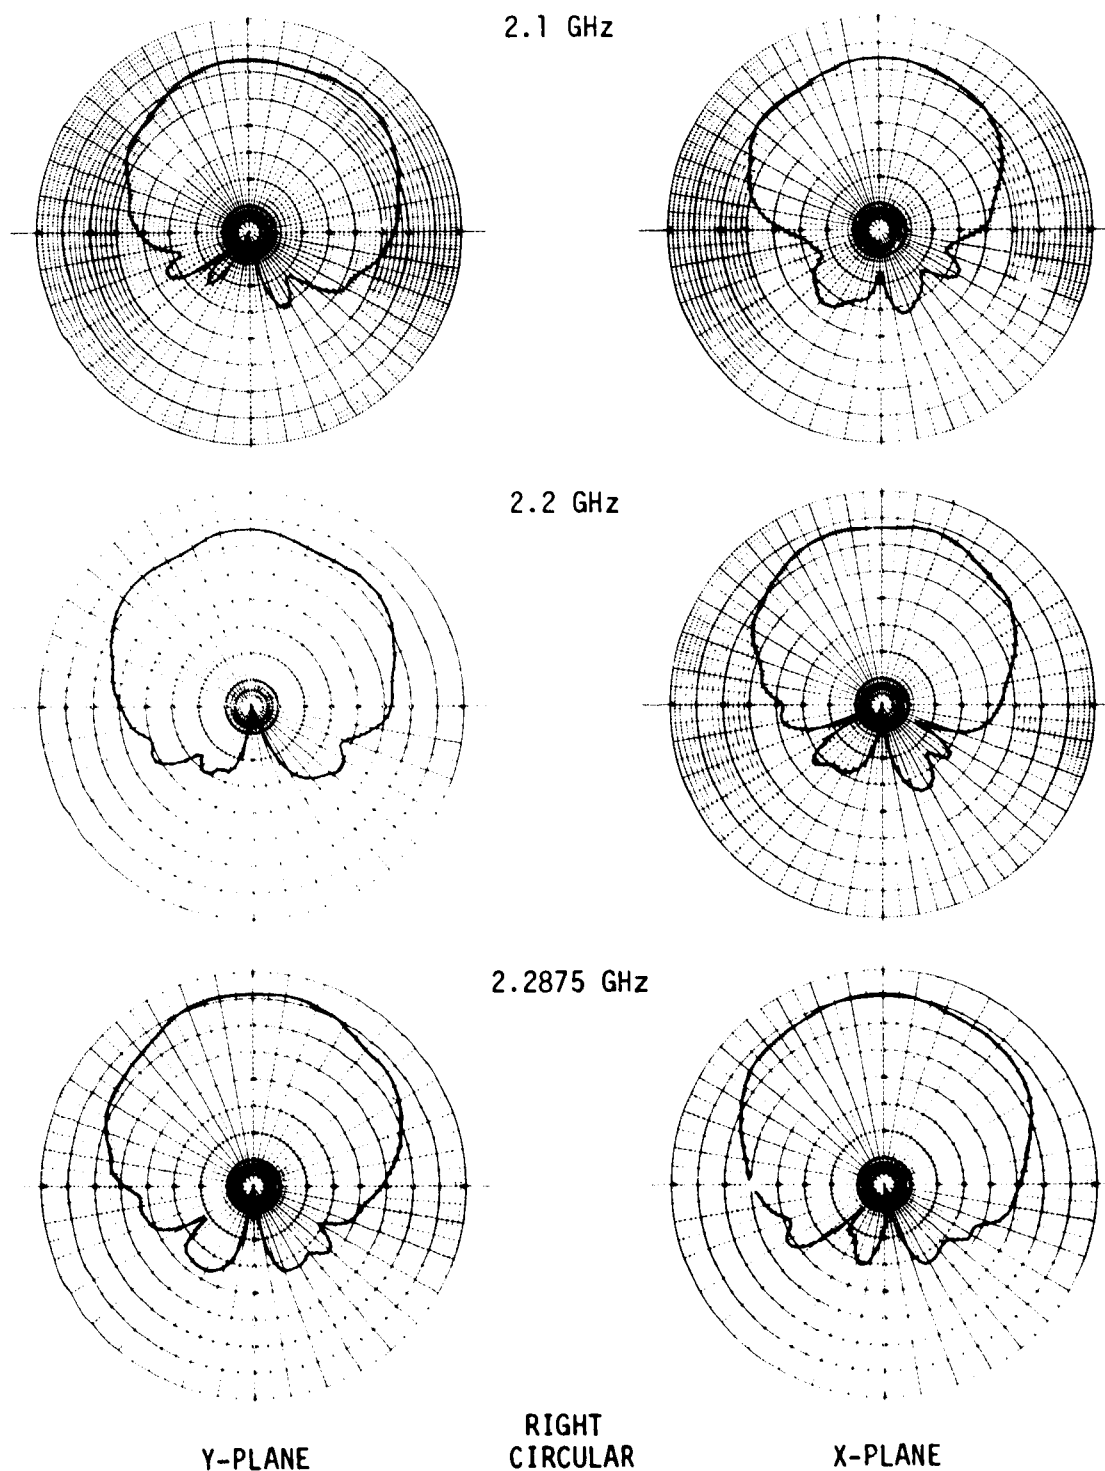 2.1 GHz
2.2 GHz
2.2875 GHz
Y-PLANE
RIGHT
CIRCULAR
X-PLANE